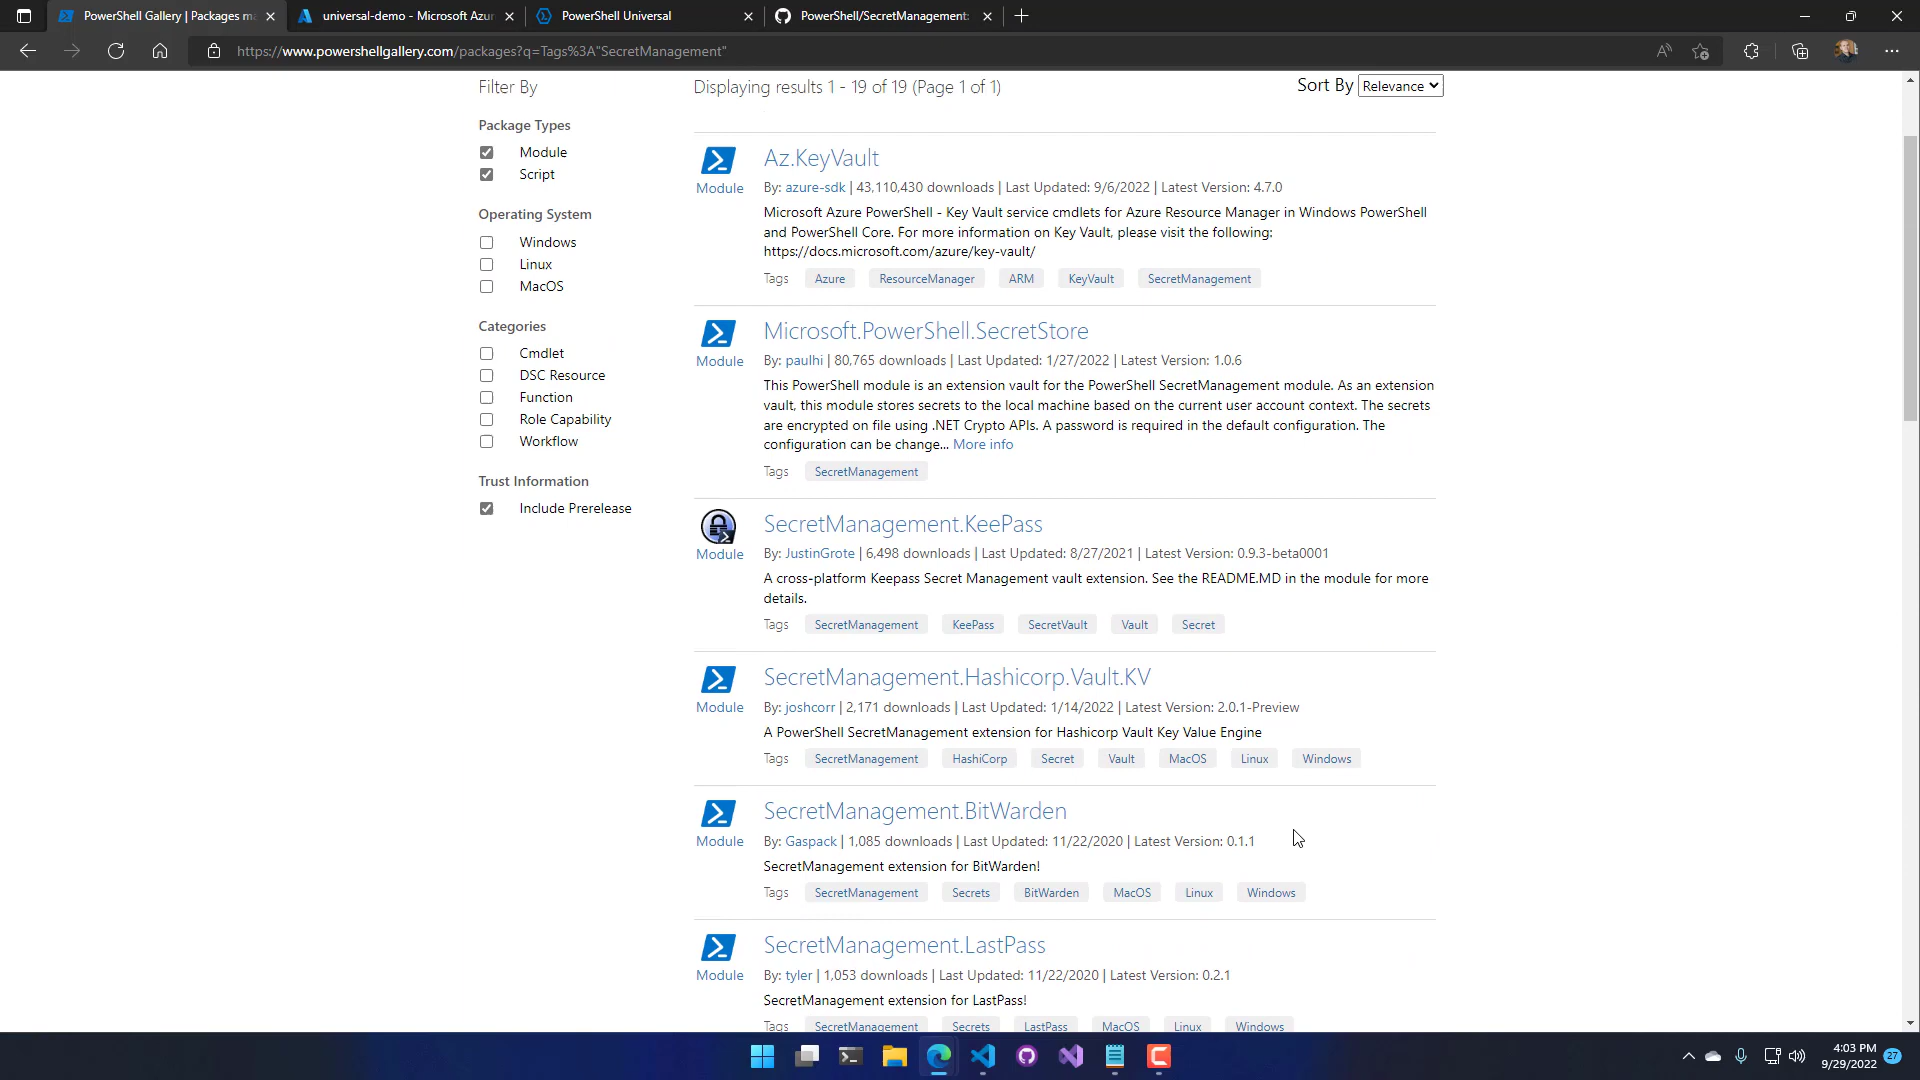 PowerShell Gallery | Packages ma
universal-demo - Microsoft Azur
PowerShell Universal
PowerShell/SecretManagement:
https://www.powershellgallery.com/packages?q=Tags%3A"SecretManagement"
Filter By
Displaying results 1 - 19 of 19 (Page 1 of 1)
Sort By Relevance
Package Types
Module
Script
Operating System
Windows
Linux
MacOS
Categories
Cmdlet
DSC Resource
Function
Role Capability
Workflow
Trust Information
Include Prerelease
Az.KeyVault
Module
By: azure-sdk | 43,110,430 downloads | Last Updated: 9/6/2022 | Latest Version: 4.7.0
Microsoft Azure PowerShell - Key Vault service cmdlets for Azure Resource Manager in Windows PowerShell
and PowerShell Core. For more information on Key Vault, please visit the following:
https://docs.microsoft.com/azure/key-vault/
Tags Azure ResourceManager ARM KeyVault SecretManagement
Microsoft.PowerShell.SecretStore
Module
By: paulhi | 80,765 downloads | Last Updated: 1/27/2022 | Latest Version: 1.0.6
This PowerShell module is an extension vault for the PowerShell SecretManagement module. As an extension
vault, this module stores secrets to the local machine based on the current user account context. The secrets
are encrypted on file using .NET Crypto APIs. A password is required in the default configuration. The
configuration can be change... More info
Tags SecretManagement
SecretManagement.KeePass
Module
By: JustinGrote | 6,498 downloads | Last Updated: 8/27/2021 | Latest Version: 0.9.3-beta0001
A cross-platform Keepass Secret Management vault extension. See the README.MD in the module for more
details.
Tags SecretManagement KeePass SecretVault Vault Secret
SecretManagement.Hashicorp.Vault.KV
Module
By: joshcorr | 2,171 downloads | Last Updated: 1/14/2022 | Latest Version: 2.0.1-Preview
A PowerShell SecretManagement extension for Hashicorp Vault Key Value Engine
Tags SecretManagement HashiCorp Secret Vault MacOS Linux Windows
SecretManagement.BitWarden
Module
By: Gaspack | 1,085 downloads | Last Updated: 11/22/2020 | Latest Version: 0.1.1
SecretManagement extension for BitWarden!
Tags SecretManagement Secrets BitWarden MacOS Linux Windows
SecretManagement.LastPass
Module
By: tyler | 1,053 downloads | Last Updated: 11/22/2020 | Latest Version: 0.2.1
SecretManagement extension for LastPass!
Tags SecretManagement Secrets LastPass MacOS Linux Windows
4:03 PM
9/29/2022
27